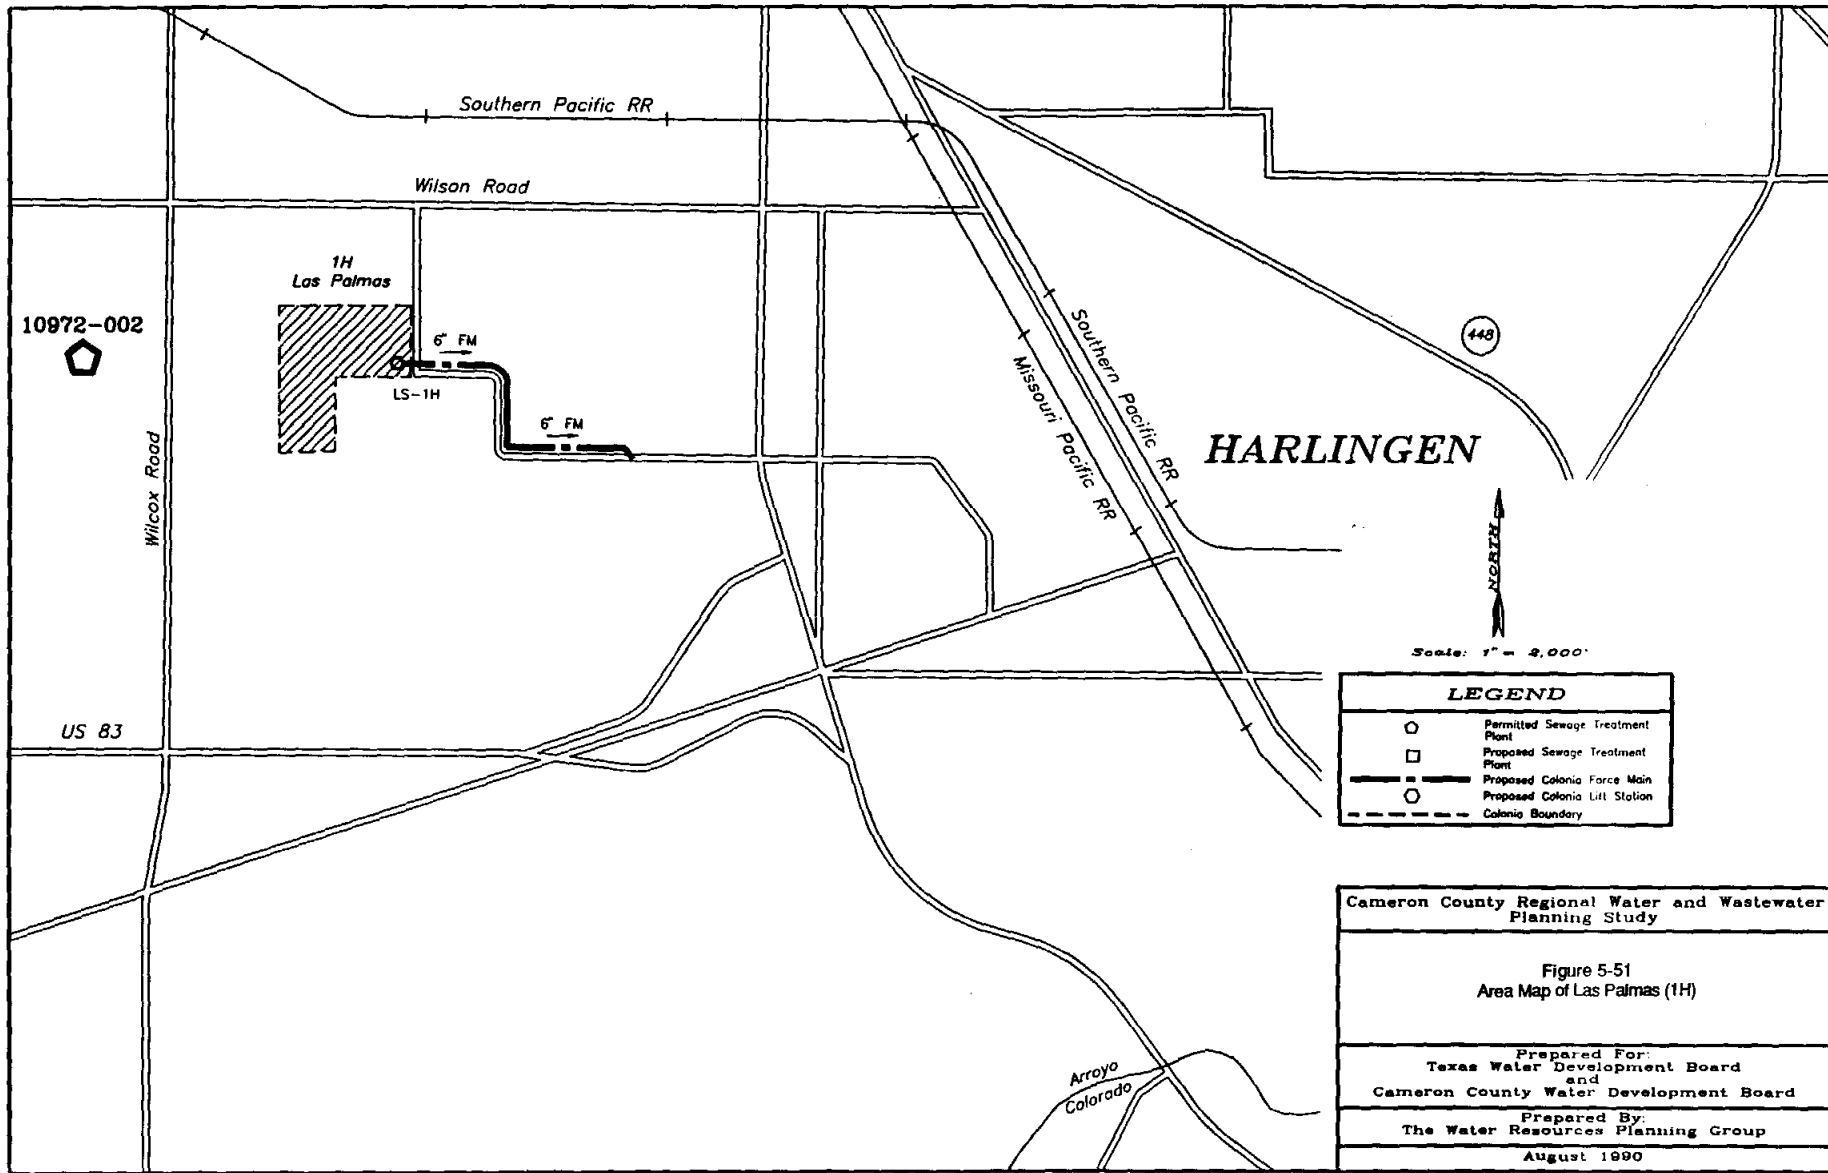 Southern Pacific RR
Wilson Road
1H
Las Palmas
10972-002
6" FM
LS-1H
6" FM
Wilcox Road
US 83
Southern Pacific RR
Missouri Pacific RR
448
HARLINGEN
NORTH
Scale: 1" = 2,000'
LEGEND
Permitted Sewage Treatment
Plant
Proposed Sewage Treatment
Plant
Proposed Colonia Force Main
Proposed Colonia Lift Station
Colonia Boundary
Arroyo
Colorado
Cameron County Regional Water and Wastewater
Planning Study
Figure 5-51
Area Map of Las Palmas (1H)
Prepared For:
Texas Water Development Board
and
Cameron County Water Development Board
Prepared By:
The Water Resources Planning Group
August 1990